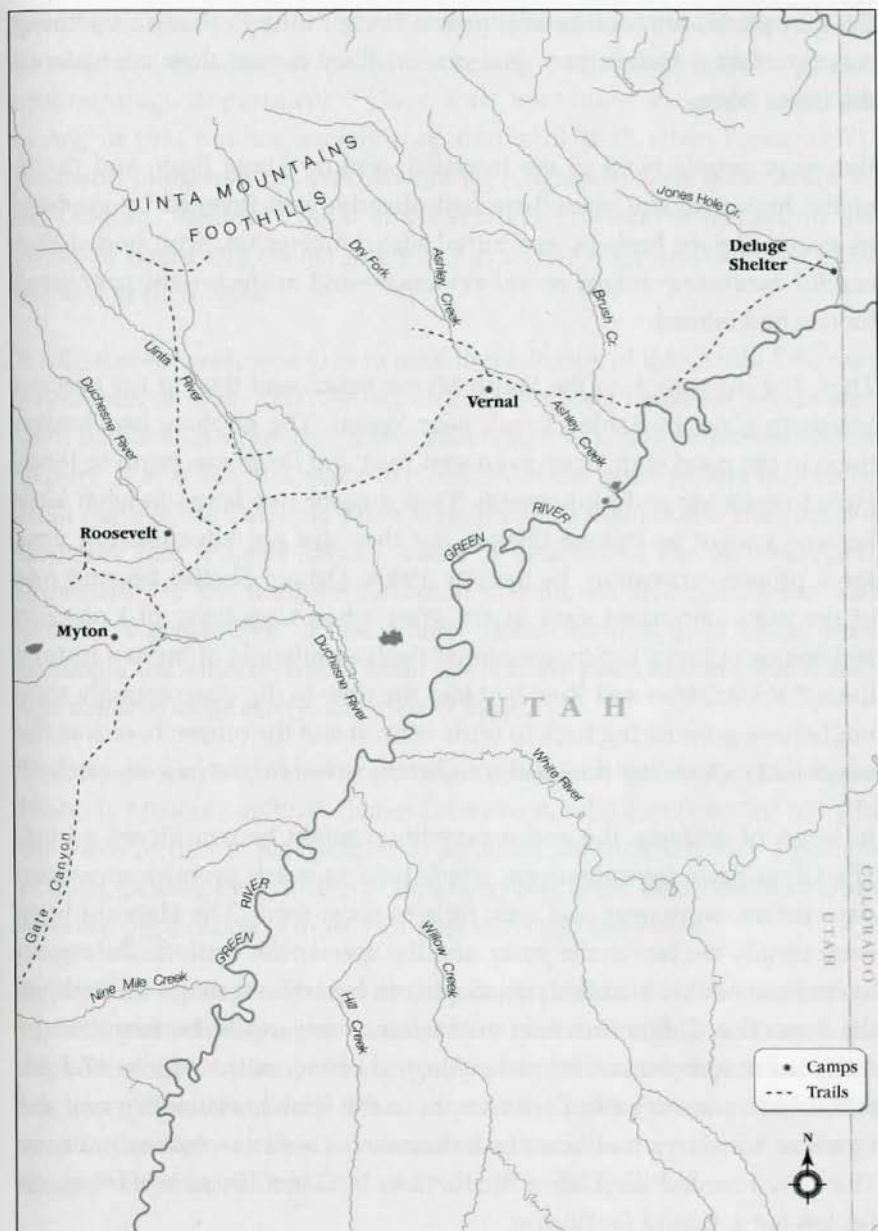 UINTA MOUNTAINS
FOOTHILLS
Jones Hole Cr.
Deluge
Shelter
Dry Fork
Ashley Creek
Brush Cr.
Uinta River
Duchesne River
Vernal
Ashley Creek
Roosevelt
GREEN RIVER
Myton
Duchesne River
UTAH
White River
Gate Canyon
GREEN RIVER
COLORADO
UTAH
Nine Mile Creek
Willow Creek
Hill Creek
Camps
Trails
N